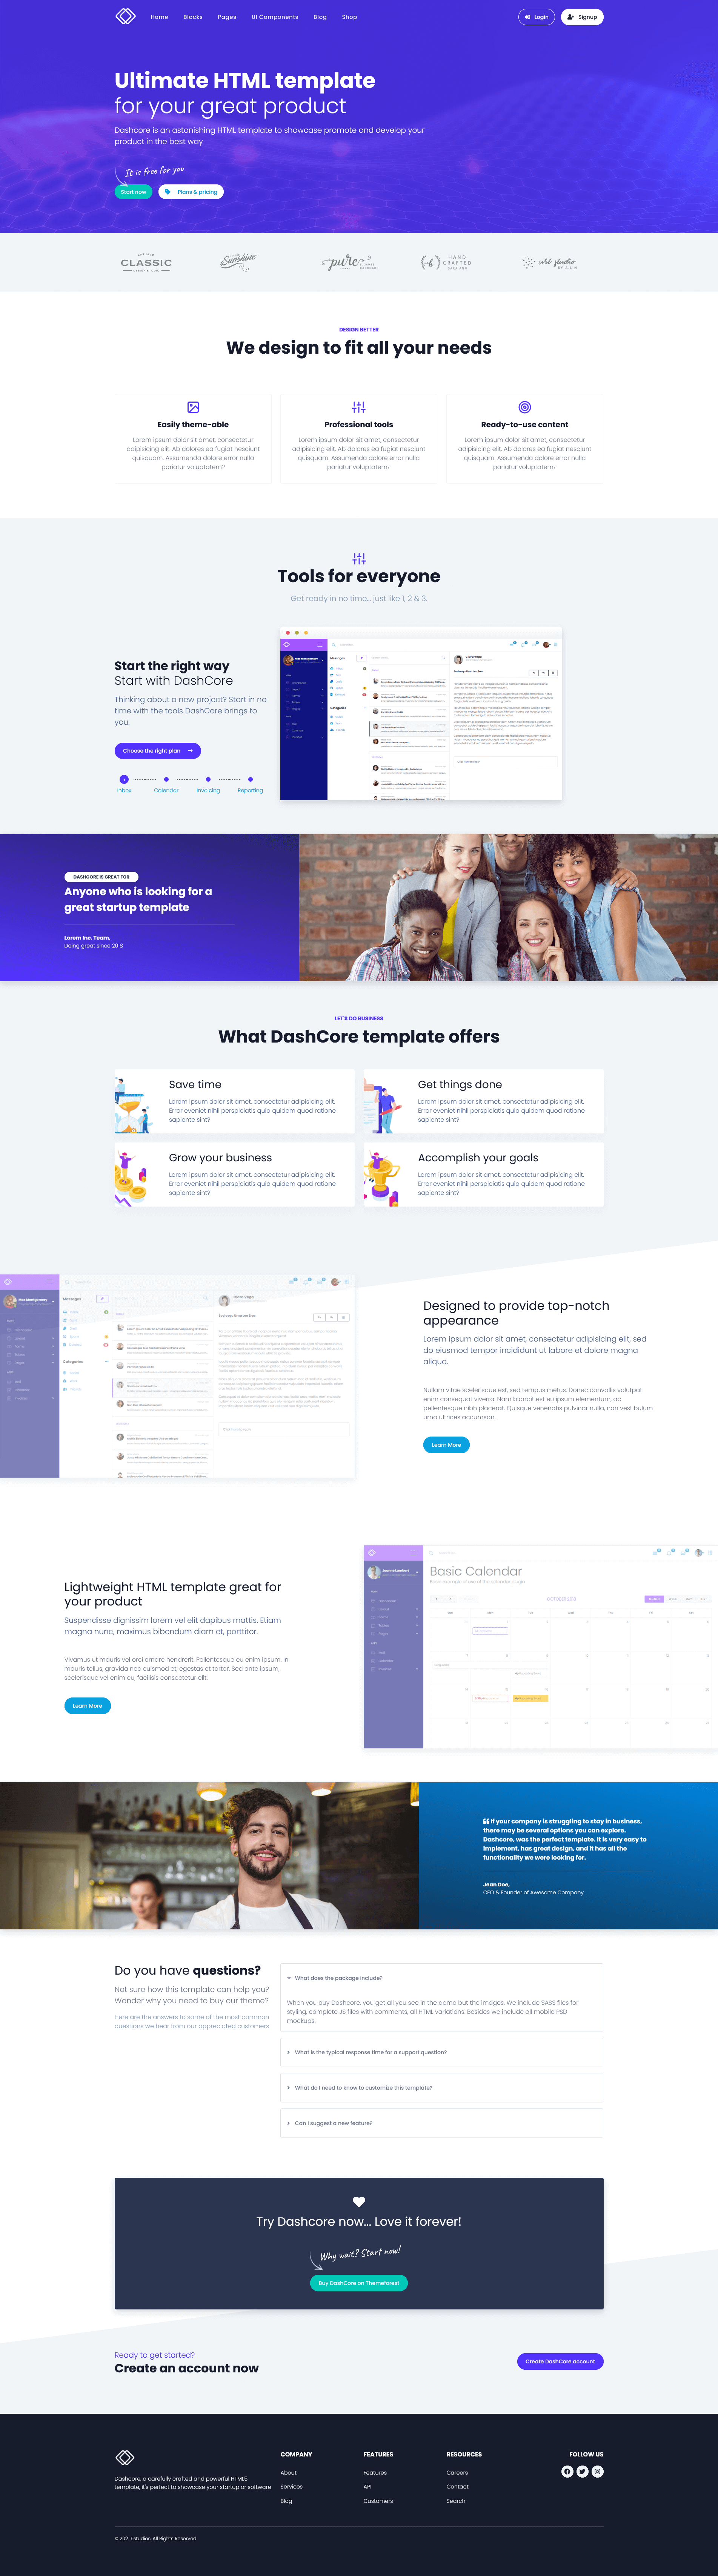 Home Blocks Pages UI Components Blog Shop Login Signup
Ultimate HTML template
for your great product
Dashcore is an astonishing HTML template to showcase promote and develop your
product in the best way
It is free for you
Start now Plans & pricing
CLASSIC
Sunshine
pure
HAND
CRAFTED
art studio
DESIGN BETTER
We design to fit all your needs
Easily theme-able
Lorem ipsum dolor sit amet, consectetur
adipisicing elit. Ab dolores ea fugiat nesciunt
quisquam. Assumenda dolore error nulla
pariatur voluptatem?
Professional tools
Lorem ipsum dolor sit amet, consectetur
adipisicing elit. Ab dolores ea fugiat nesciunt
quisquam. Assumenda dolore error nulla
pariatur voluptatem?
Ready-to-use content
Lorem ipsum dolor sit amet, consectetur
adipisicing elit. Ab dolores ea fugiat nesciunt
quisquam. Assumenda dolore error nulla
pariatur voluptatem?
Tools for everyone
Get ready in no time... just like 1, 2 & 3.
Start the right way
Start with DashCore
Thinking about a new project? Start in no
time with the tools DashCore brings to
you.
Choose the right plan
Inbox Calendar Invoicing Reporting
Messages
Categories
DASHCORE IS GREAT FOR
Anyone who is looking for a
great startup template
Lorem Inc. Team,
Doing great since 2018
LET'S DO BUSINESS
What DashCore template offers
Save time
Lorem ipsum dolor sit amet, consectetur adipisicing elit.
Error eveniet nihil perspiciatis quia quidem quod ratione
sapiente sint?
Get things done
Lorem ipsum dolor sit amet, consectetur adipisicing elit.
Error eveniet nihil perspiciatis quia quidem quod ratione
sapiente sint?
Grow your business
Lorem ipsum dolor sit amet, consectetur adipisicing elit.
Error eveniet nihil perspiciatis quia quidem quod ratione
sapiente sint?
Accomplish your goals
Lorem ipsum dolor sit amet, consectetur adipisicing elit.
Error eveniet nihil perspiciatis quia quidem quod ratione
sapiente sint?
Messages
Categories
Designed to provide top-notch
appearance
Lorem ipsum dolor sit amet, consectetur adipisicing elit, sed
do eiusmod tempor incididunt ut labore et dolore magna
aliqua.
Nullam vitae scelerisque est, sed tempus metus. Donec convallis volutpat
enim consequat viverra. Nam blandit est eu ipsum elementum, ac
pellentesque nibh placerat. Quisque venenatis pulvinar nulla, non vestibulum
urna ultrices accumsan.
Learn More
Lightweight HTML template great for
your product
Suspendisse dignissim lorem vel elit dapibus mattis. Etiam
magna nunc, maximus bibendum diam et, porttitor.
Vivamus ut mauris vel orci ornare hendrerit. Pellentesque eu enim ipsum. In
mauris tellus, gravida nec euismod et, egestas et tortor. Sed ante ipsum,
scelerisque vel enim eu, facilisis consectetur elit.
Learn More
Basic Calendar
Basic example of use of the calendar plugin
OCTOBER 2018
If your company is struggling to stay in business,
there may be several options you can explore.
Dashcore, was the perfect template. It is very easy to
implement, has great design, and it has all the
functionality we were looking for.
Jean Doe,
CEO & Founder of Awesome Company
Do you have questions?
Not sure how this template can help you?
Wonder why you need to buy our theme?
Here are the answers to some of the most common
questions we hear from our appreciated customers
What does the package include?
When you buy Dashcore, you get all you see in the demo but the images. We include SASS files for
styling, complete JS files with comments, all HTML variations. Besides we include all mobile PSD
mockups.
What is the typical response time for a support question?
What do I need to know to customize this template?
Can I suggest a new feature?
Try Dashcore now... Love it forever!
Why wait? Start now!
Buy DashCore on Themeforest
Ready to get started?
Create an account now
Create DashCore account
Dashcore, a carefully crafted and powerful HTML5
template, it's perfect to showcase your startup or software
COMPANY
About
Services
Blog
FEATURES
Features
API
Customers
RESOURCES
Careers
Contact
Search
FOLLOW US
© 2021 5studios. All Rights Reserved